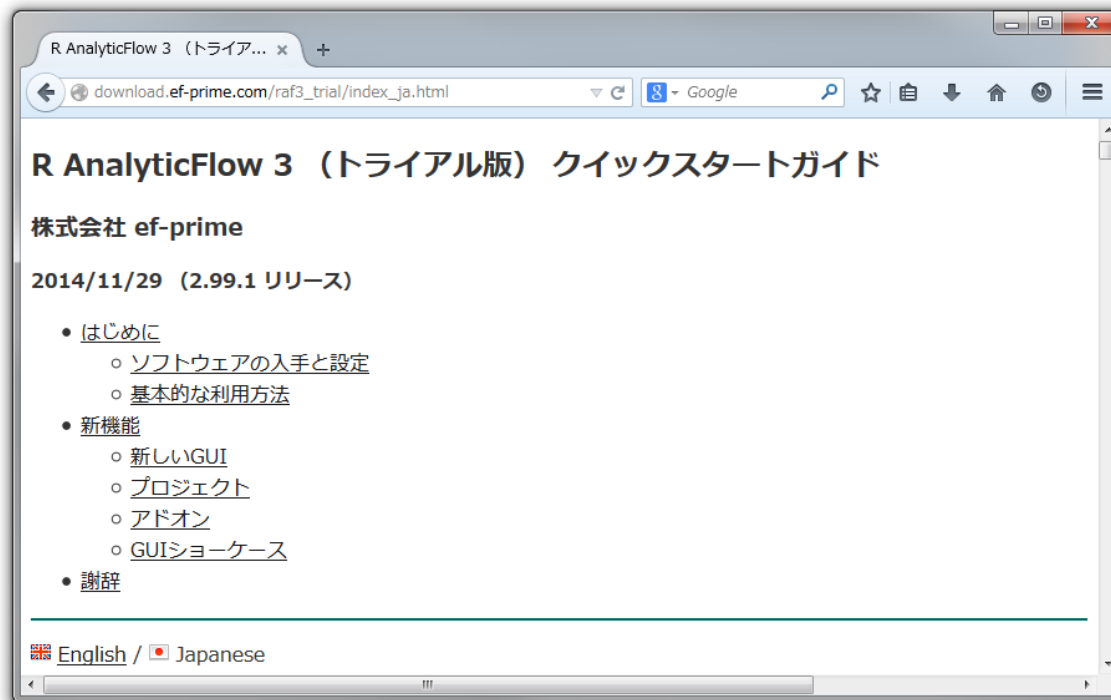 R AnalyticFlow 3 （トライア...
download.ef-prime.com/raf3_trial/index_ja.html
8 Google
R AnalyticFlow 3 （トライアル版） クイックスタートガイド
株式会社 ef-prime
2014/11/29 （2.99.1 リリース）
はじめに
ソフトウェアの入手と設定
基本的な利用方法
新機能
新しいGUI
プロジェクト
アドオン
GUIショーケース
謝辞
English / Japanese